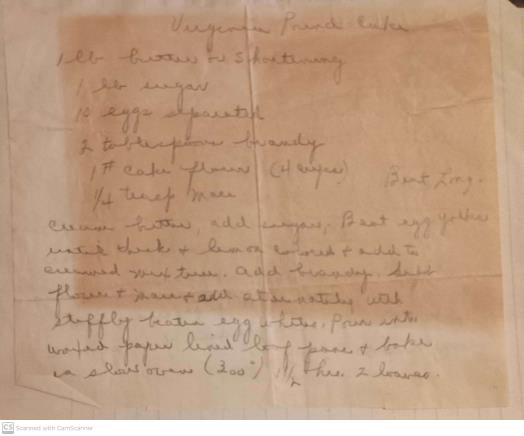 Virginia Pound Cake
1 lb butter or Shortening
1 lb sugar
10 eggs separated
2 tablespoons brandy
1# cake flour (4 cups)
Beat Long.
1/4 teasp mace
Cream butter, add sugar, Beat egg yolks
until thick + lemon colored + add to
creamed mixture. Add brandy. Sift
flour + mace + add alternately with
stiffly beaten egg whites. Pour into
waxed paper lined loaf pans + bake
in slow oven (300°) 1 1/2 hrs. 2 loaves.
CS Scanned with CamScanner